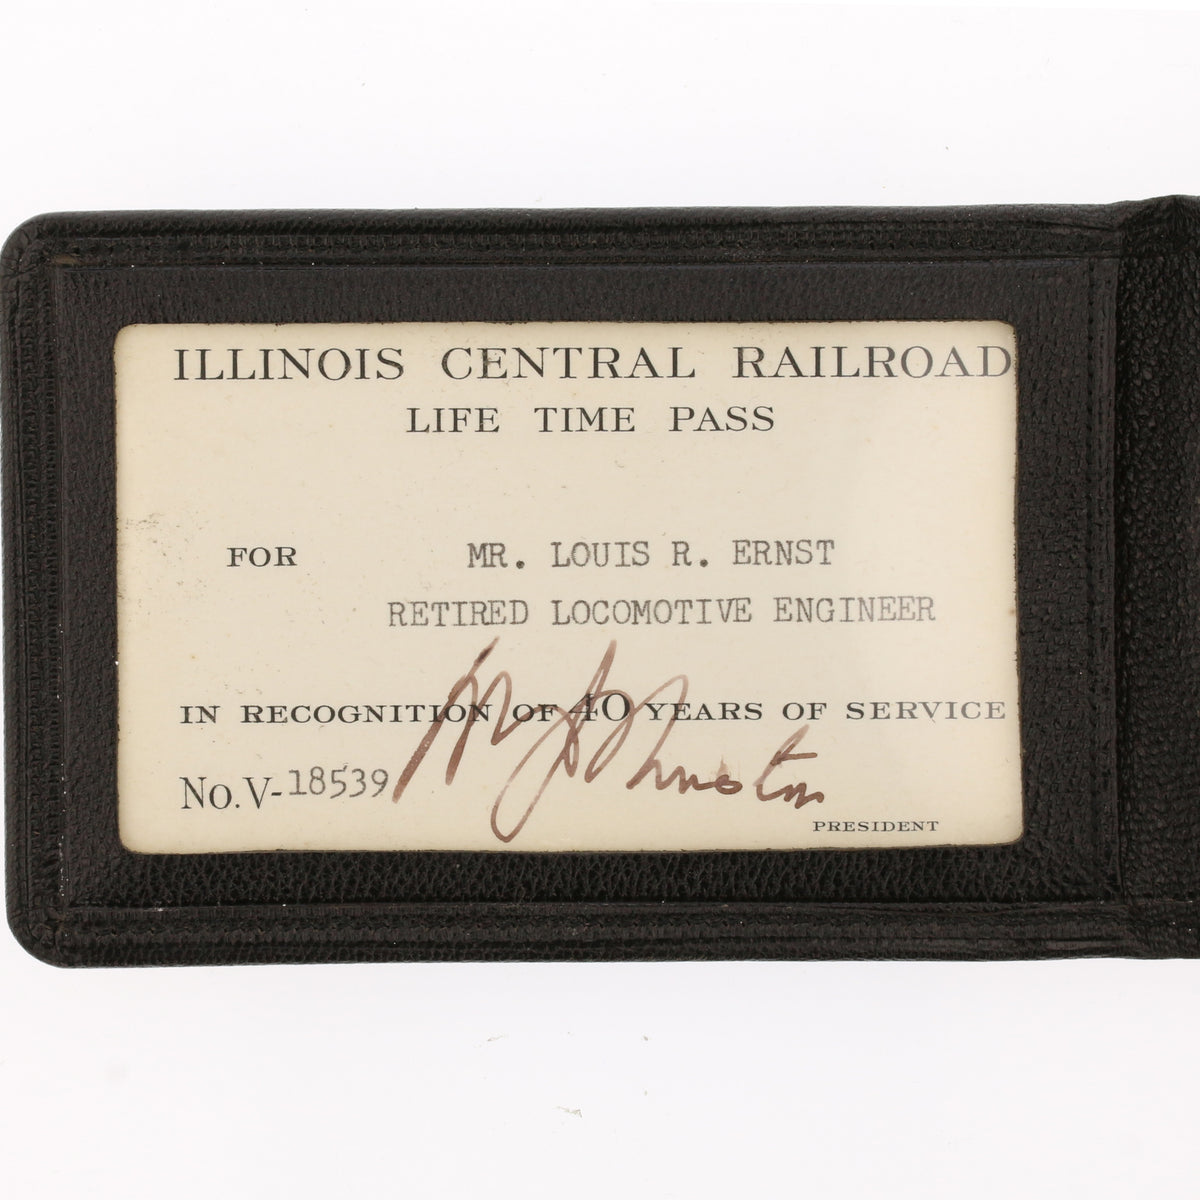 ILLINOIS CENTRAL RAILROAD
LIFE TIME PASS
FOR MR. LOUIS R. ERNST
RETIRED LOCOMOTIVE ENGINEER
IN RECOGNITION OF 40 YEARS OF SERVICE
No. V-18539
W A Johnston
PRESIDENT